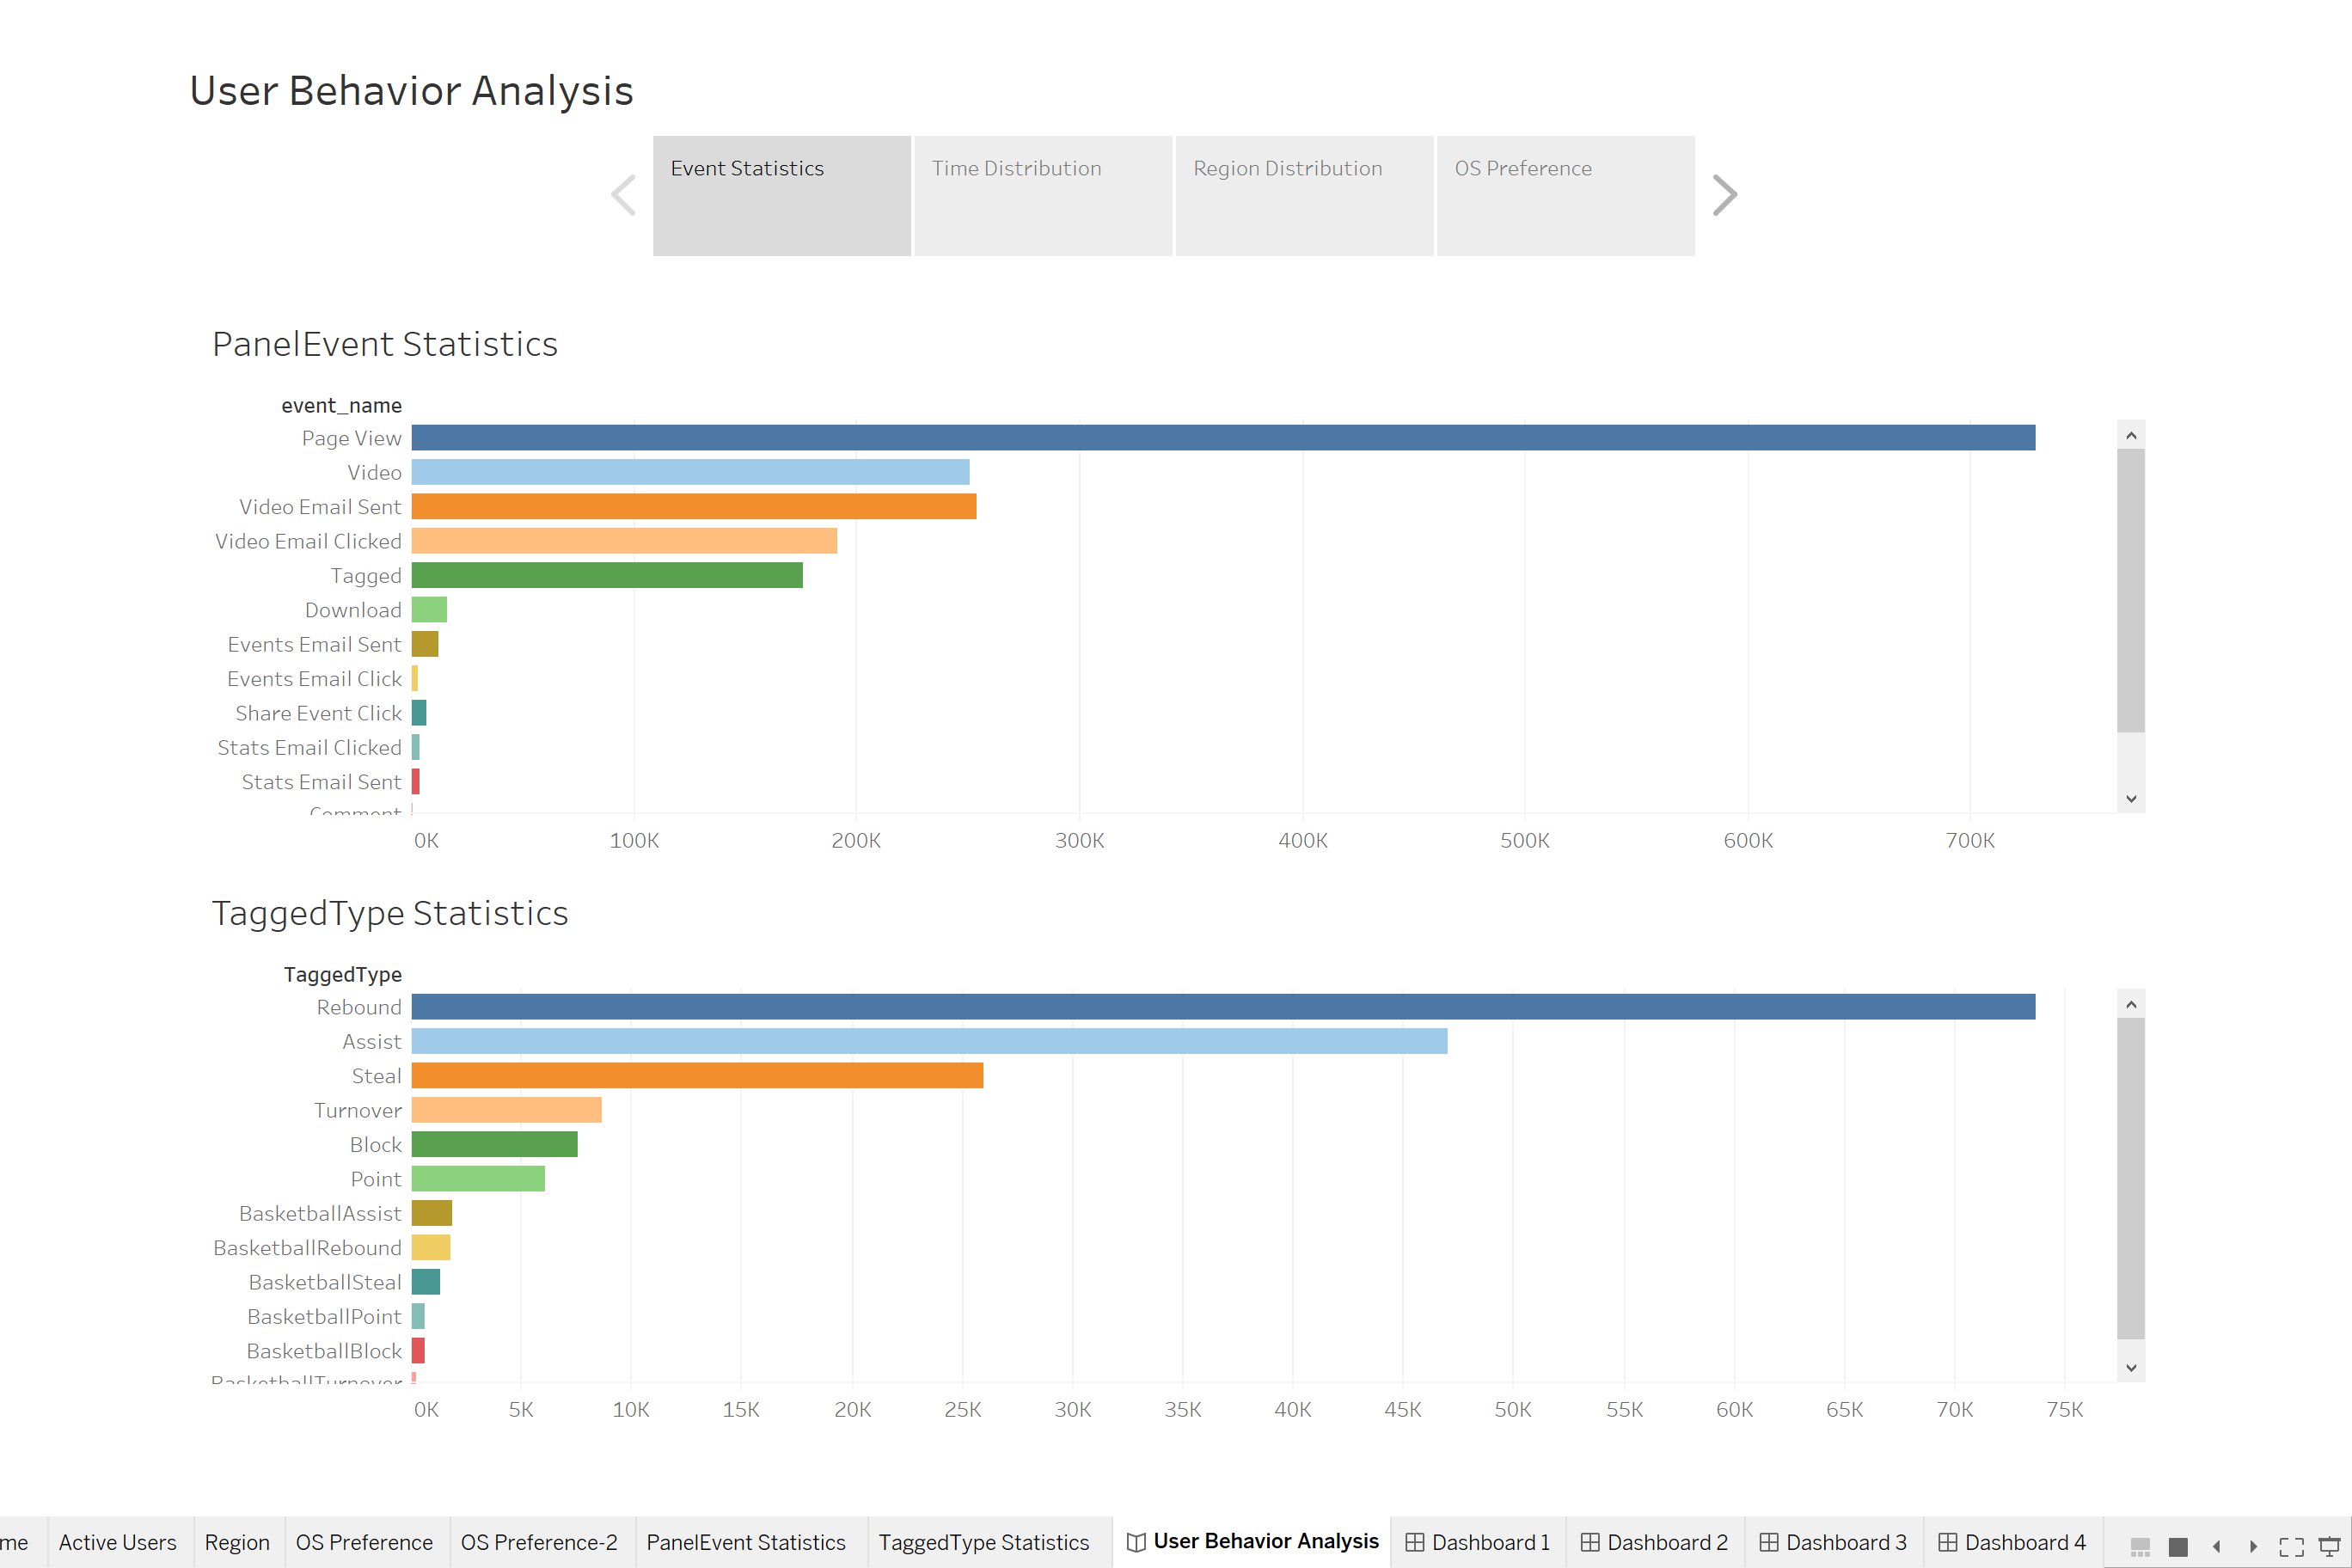 User Behavior Analysis
Event Statistics
Time Distribution
Region Distribution
OS Preference
PanelEvent Statistics
event_name
Page View
Video
Video Email Sent
Video Email Clicked
Tagged
Download
Events Email Sent
Events Email Click
Share Event Click
Stats Email Clicked
Stats Email Sent
Comment
0K 100K 200K 300K 400K 500K 600K 700K
TaggedType Statistics
TaggedType
Rebound
Assist
Steal
Turnover
Block
Point
BasketballAssist
BasketballRebound
BasketballSteal
BasketballPoint
BasketballBlock
BasketballTurnover
0K 5K 10K 15K 20K 25K 30K 35K 40K 45K 50K 55K 60K 65K 70K 75K
me Active Users Region OS Preference OS Preference-2 PanelEvent Statistics TaggedType Statistics User Behavior Analysis Dashboard 1 Dashboard 2 Dashboard 3 Dashboard 4